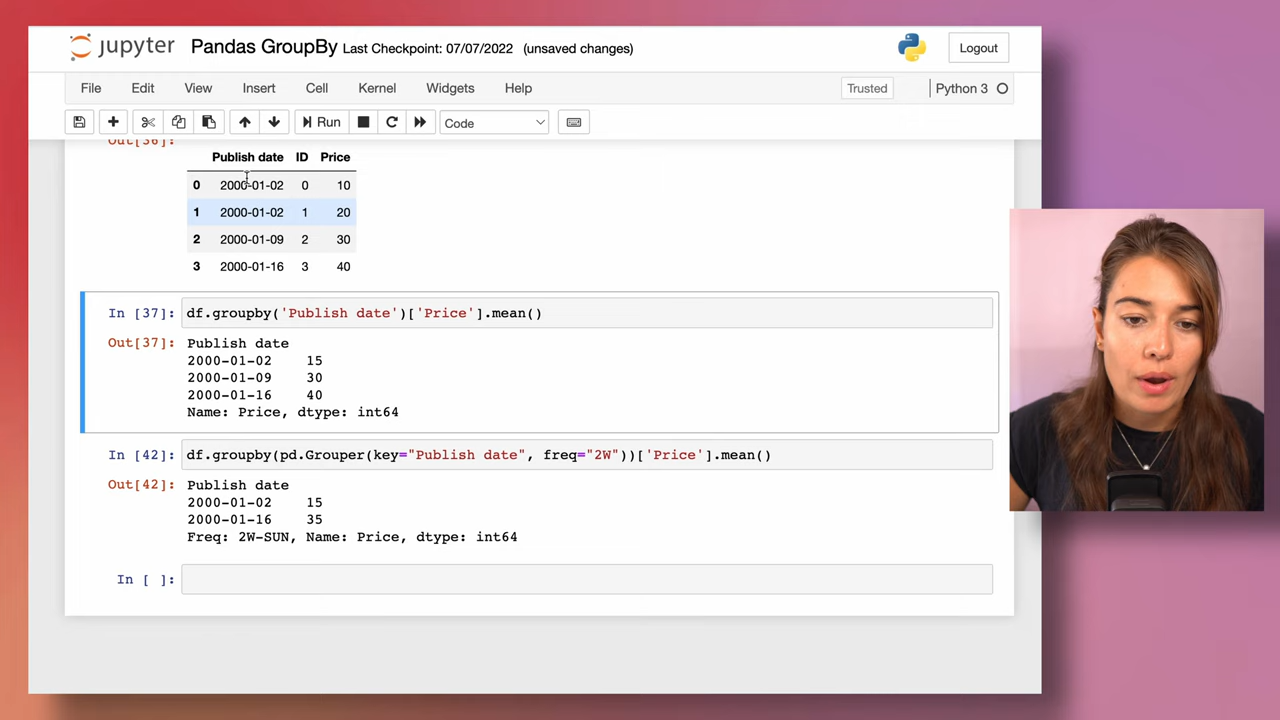 jupyter Pandas GroupBy Last Checkpoint: 07/07/2022 (unsaved changes) Logout
File Edit View Insert Cell Kernel Widgets Help Trusted Python 3
Run Code
Out[36]:
Publish date ID Price
0 2000-01-02 0 10
1 2000-01-02 1 20
2 2000-01-09 2 30
3 2000-01-16 3 40
In [37]: df.groupby('Publish date')['Price'].mean()
Out[37]: Publish date
2000-01-02 15
2000-01-09 30
2000-01-16 40
Name: Price, dtype: int64
In [42]: df.groupby(pd.Grouper(key="Publish date", freq="2W"))['Price'].mean()
Out[42]: Publish date
2000-01-02 15
2000-01-16 35
Freq: 2W-SUN, Name: Price, dtype: int64
In [ ]: